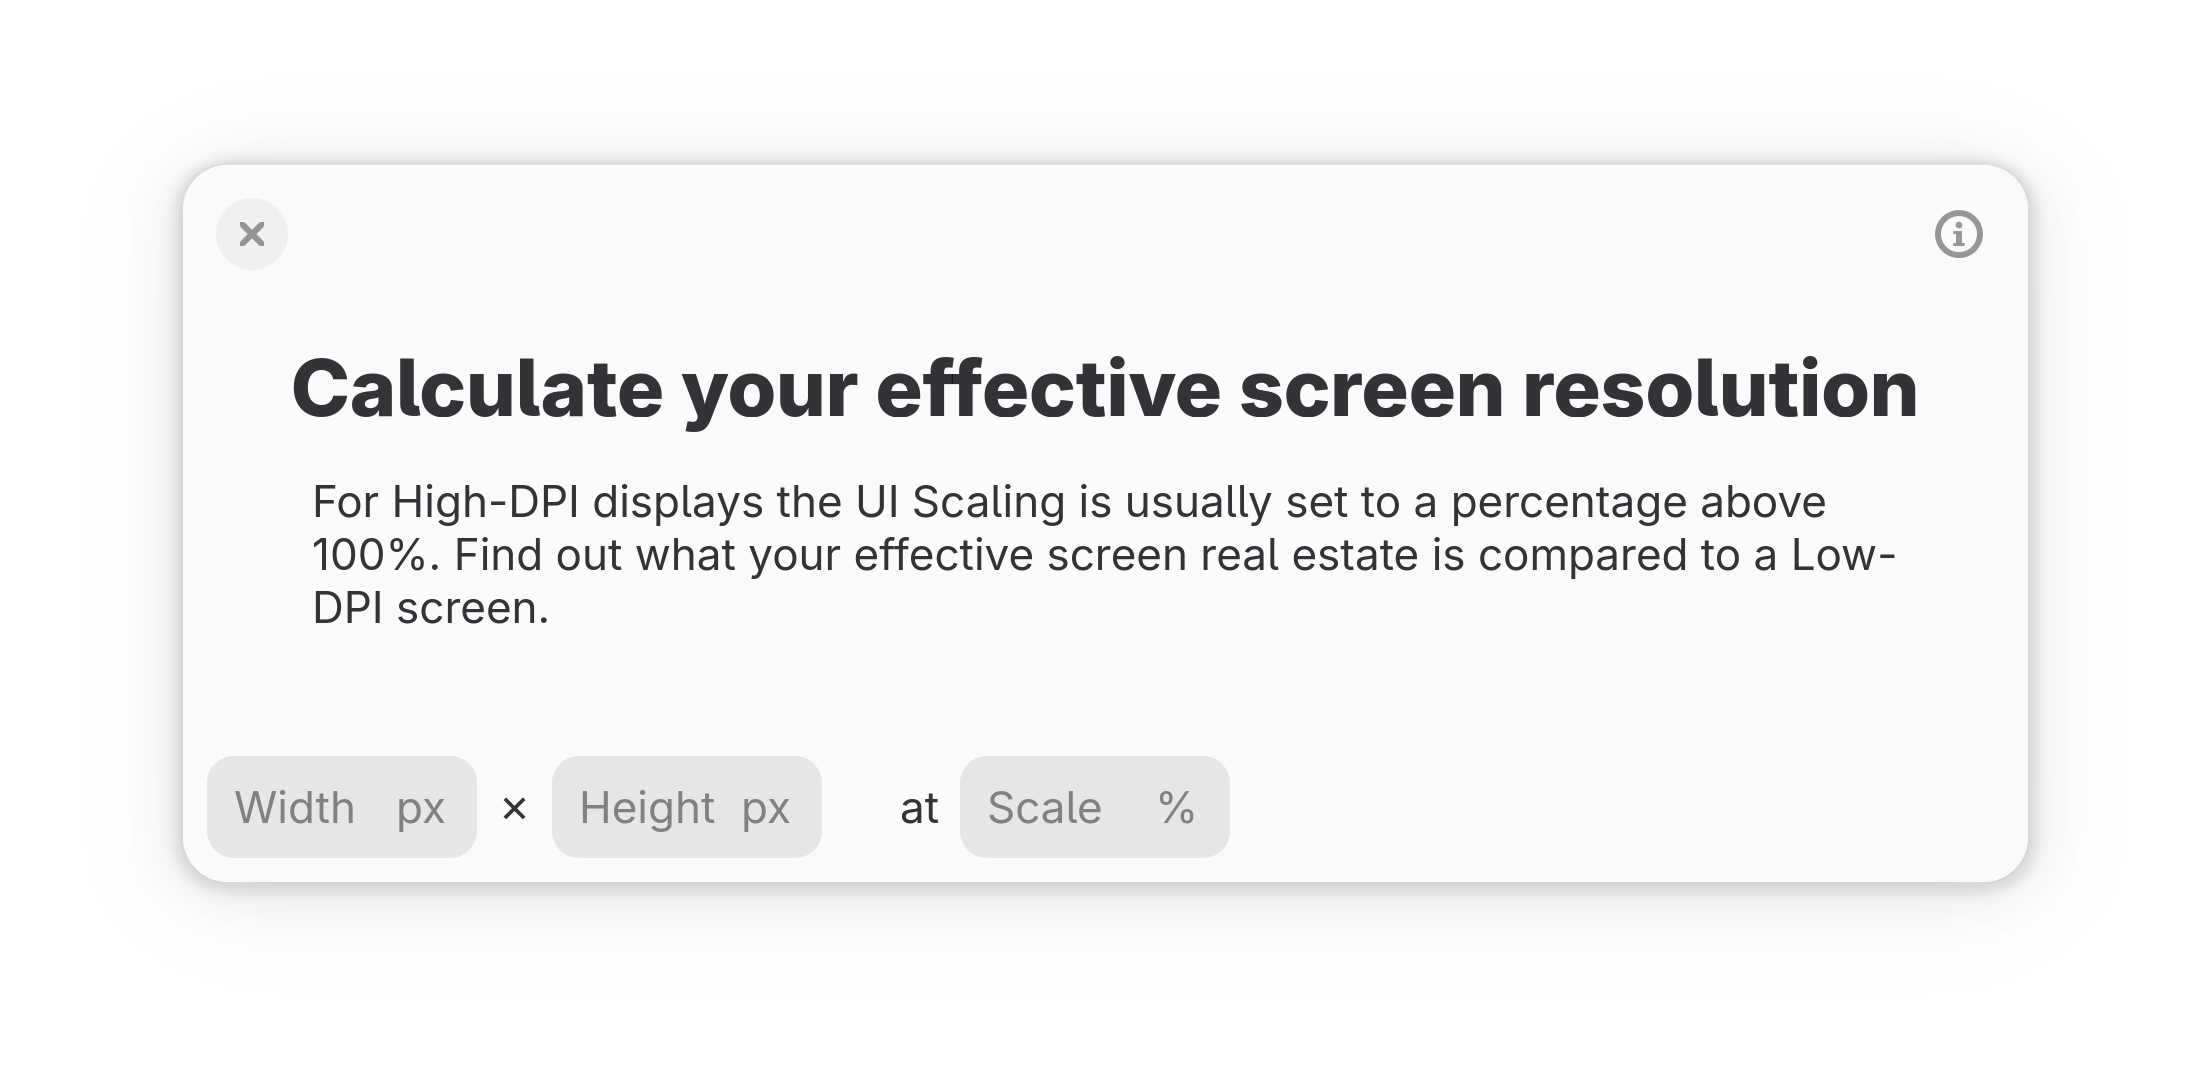 Calculate your effective screen resolution
For High-DPI displays the UI Scaling is usually set to a percentage above
100%. Find out what your effective screen real estate is compared to a Low-
DPI screen.
Width px × Height px at Scale %